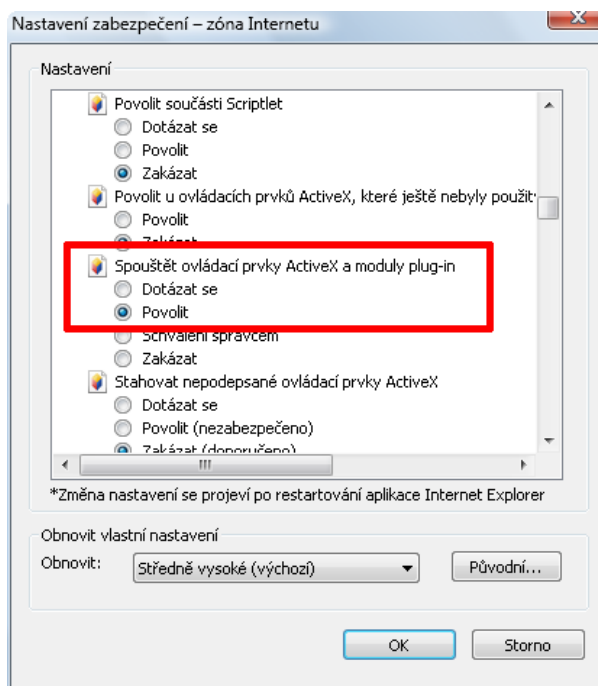 Nastavení zabezpečení – zóna Internetu
Nastavení
Povolit součásti Scriptlet
Dotázat se
Povolit
Zakázat
Povolit u ovládacích prvků ActiveX, které ještě nebyly použit
Povolit
Zakázat
Spouštět ovládací prvky ActiveX a moduly plug-in
Dotázat se
Povolit
Schválení správcem
Zakázat
Stahovat nepodepsané ovládací prvky ActiveX
Dotázat se
Povolit (nezabezpečeno)
Zakázat (doporučeno)
*Změna nastavení se projeví po restartování aplikace Internet Explorer
Obnovit vlastní nastavení
Obnovit:
Středně vysoké (výchozí)
Původní...
OK
Storno